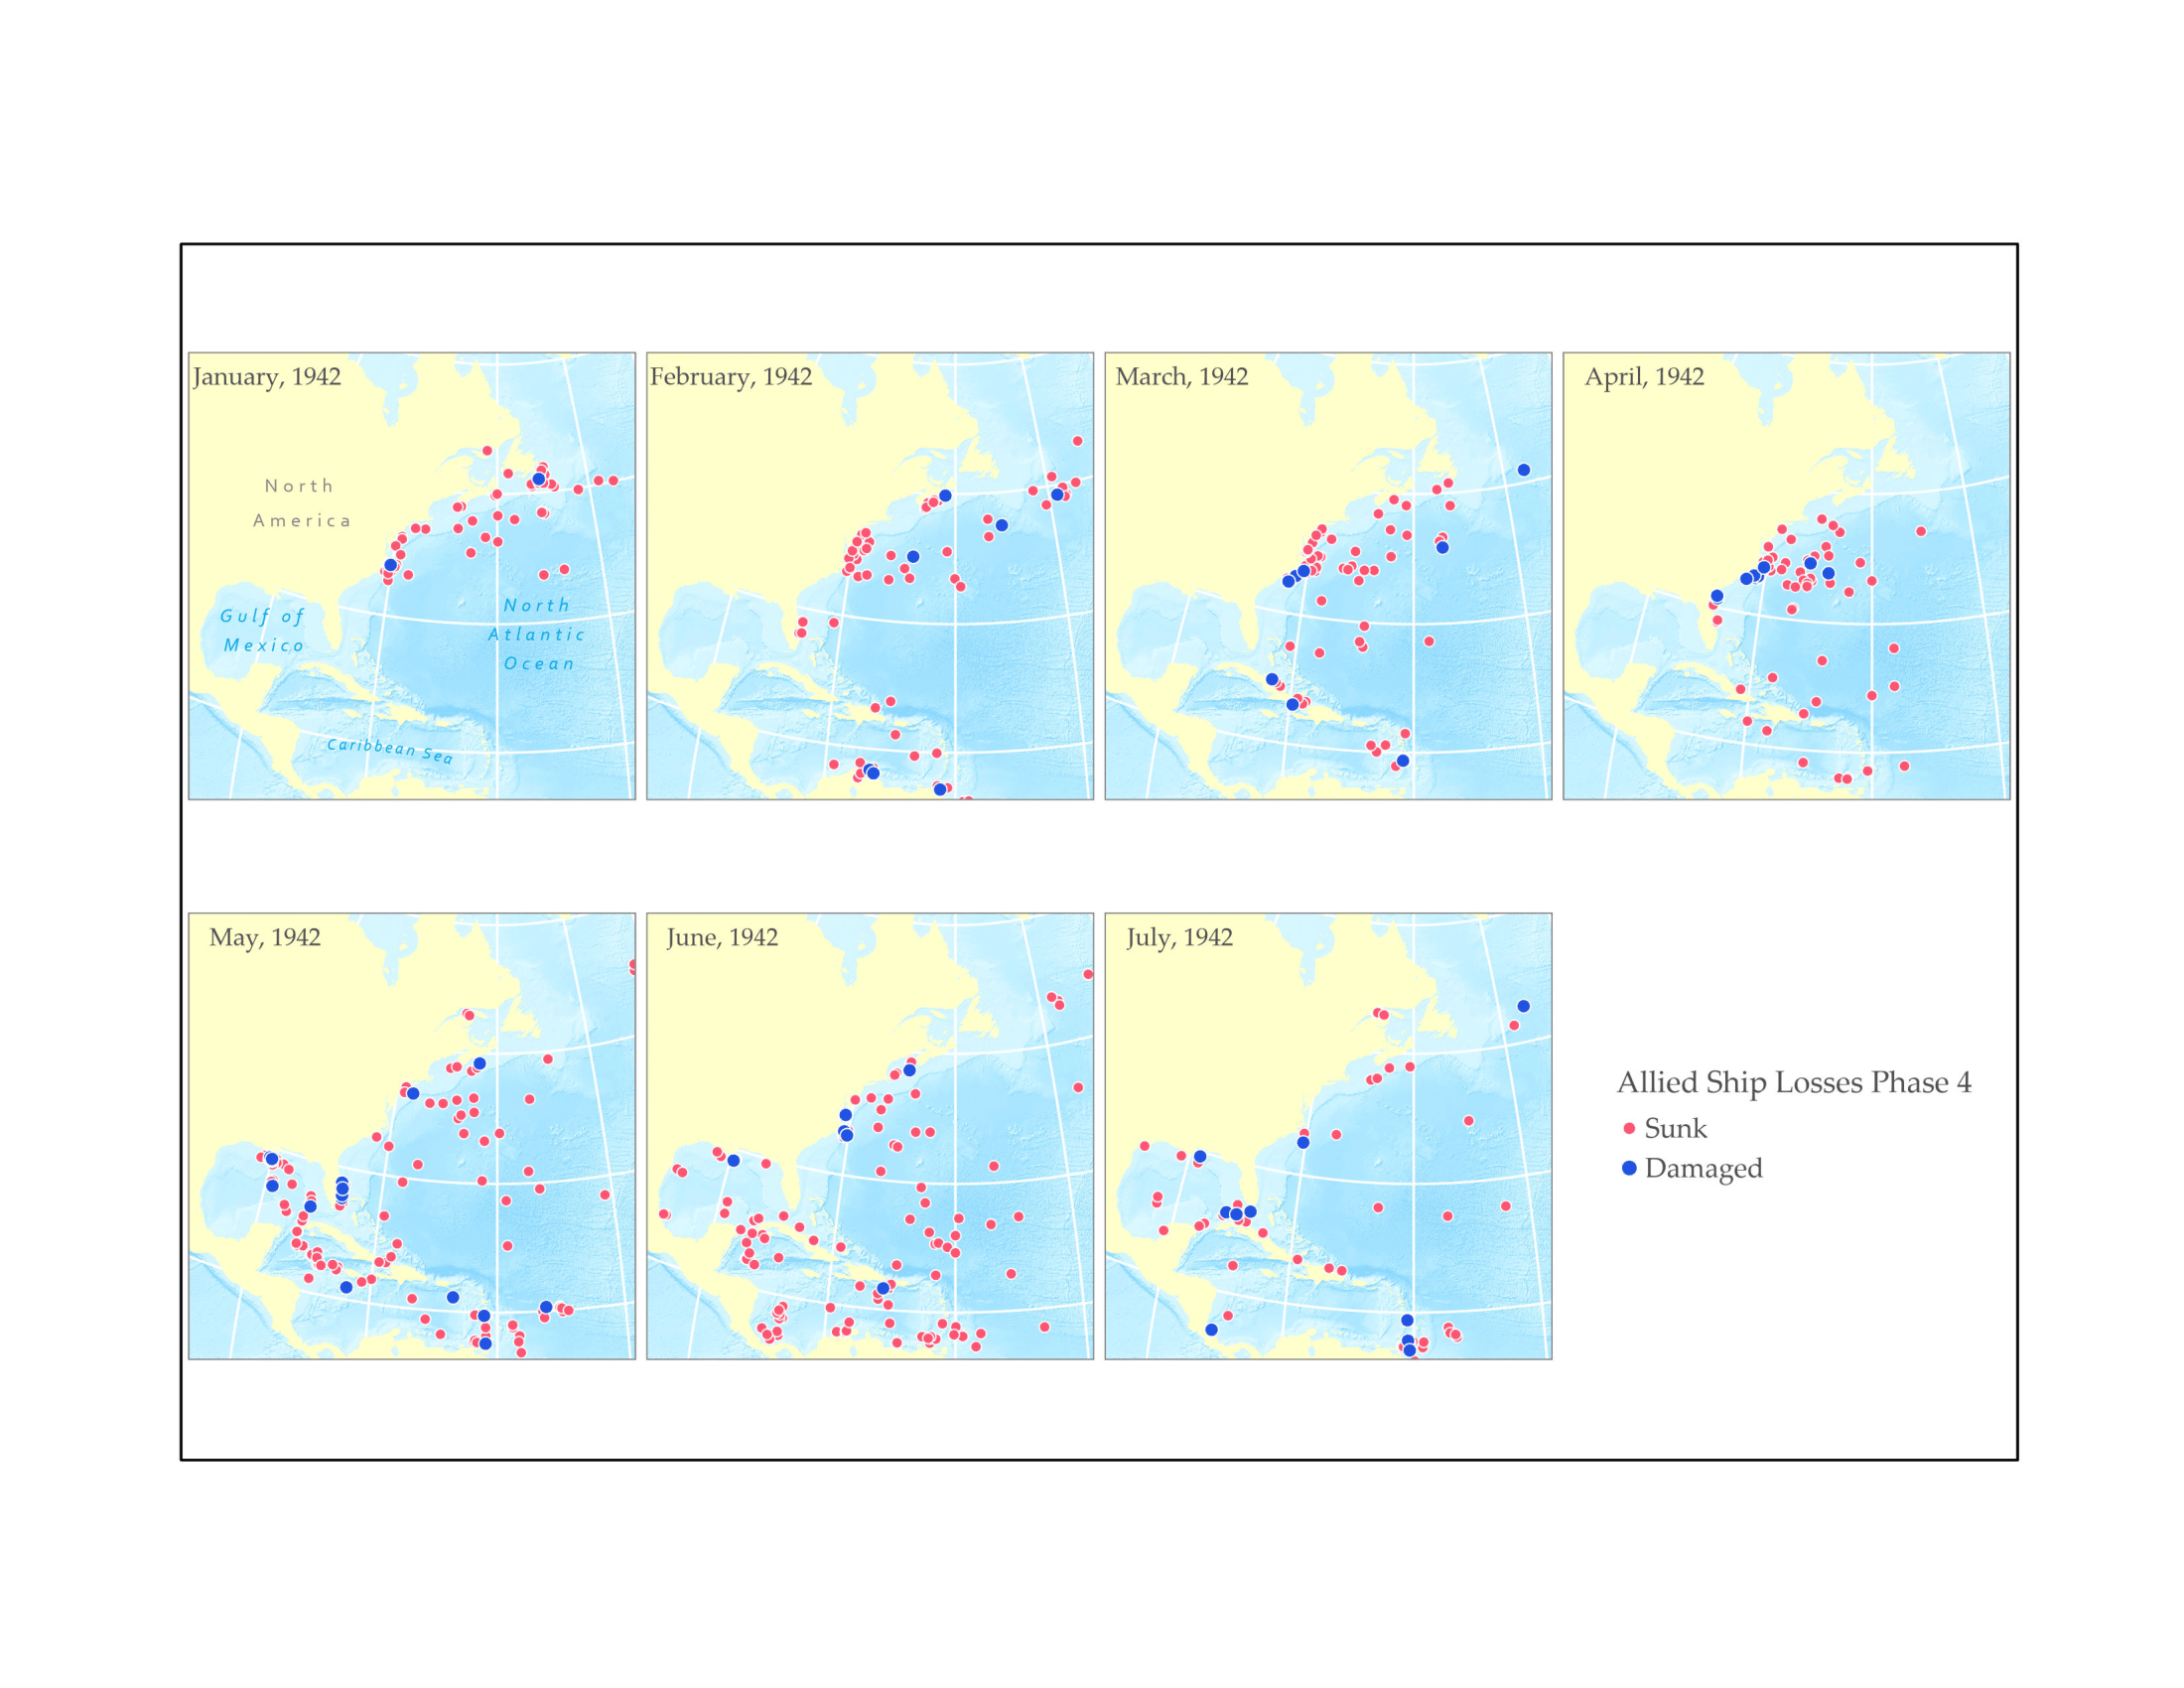 January, 1942
February, 1942
March, 1942
April, 1942
North
America
Gulf of
Mexico
North
Atlantic
Ocean
Caribbean Sea
May, 1942
June, 1942
July, 1942
Allied Ship Losses Phase 4
Sunk
Damaged